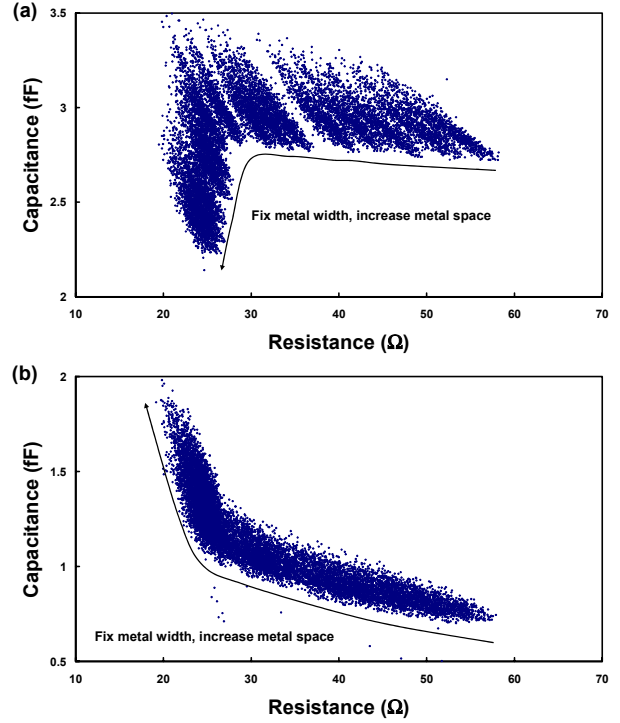 (a)
3.5
3
2.5
2
Capacitance (fF)
Fix metal width, increase metal space
10 20 30 40 50 60 70
Resistance (Ω)
(b)
2
1.5
1
0.5
Capacitance (fF)
Fix metal width, increase metal space
10 20 30 40 50 60 70
Resistance (Ω)